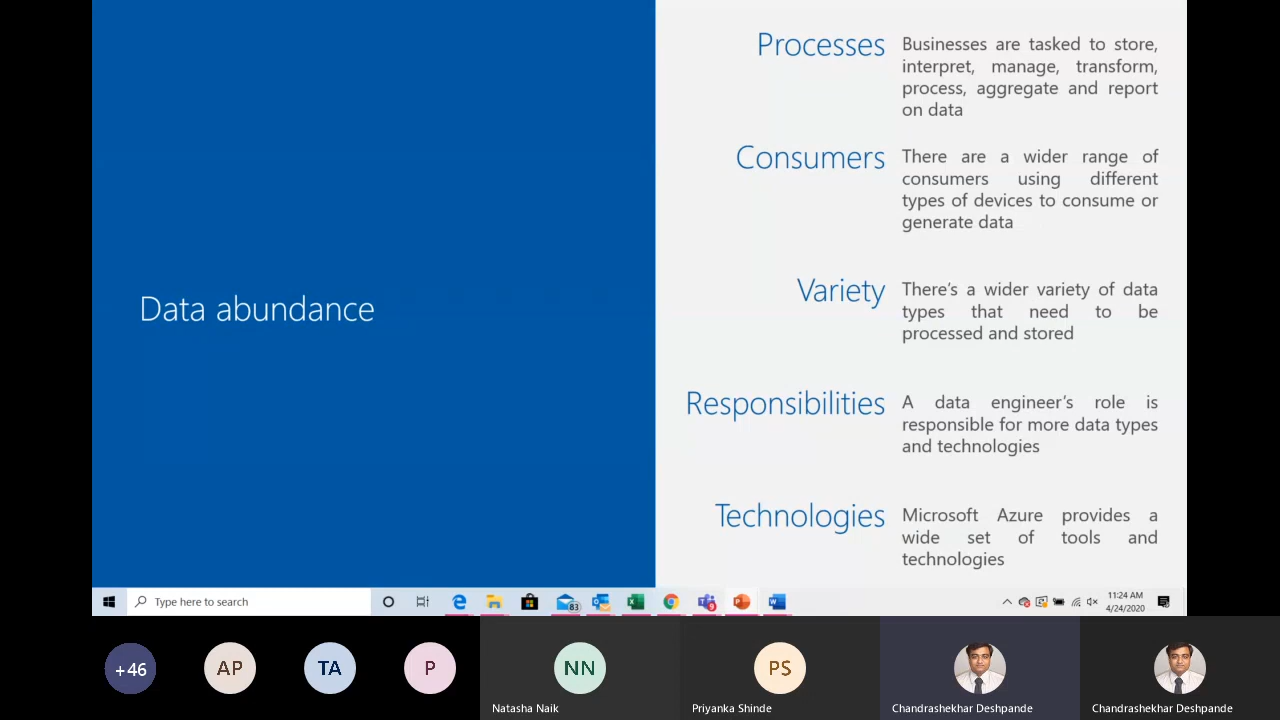 Data abundance
Processes
Businesses are tasked to store,
interpret, manage, transform,
process, aggregate and report
on data
Consumers
There are a wider range of
consumers using different
types of devices to consume or
generate data
Variety
There's a wider variety of data
types that need to be
processed and stored
Responsibilities
A data engineer's role is
responsible for more data types
and technologies
Technologies
Microsoft Azure provides a
wide set of tools and
technologies
Type here to search
83
11:24 AM
4/24/2020
+46
AP
TA
P
NN
PS
Natasha Naik
Priyanka Shinde
Chandrashekhar Deshpande
Chandrashekhar Deshpande